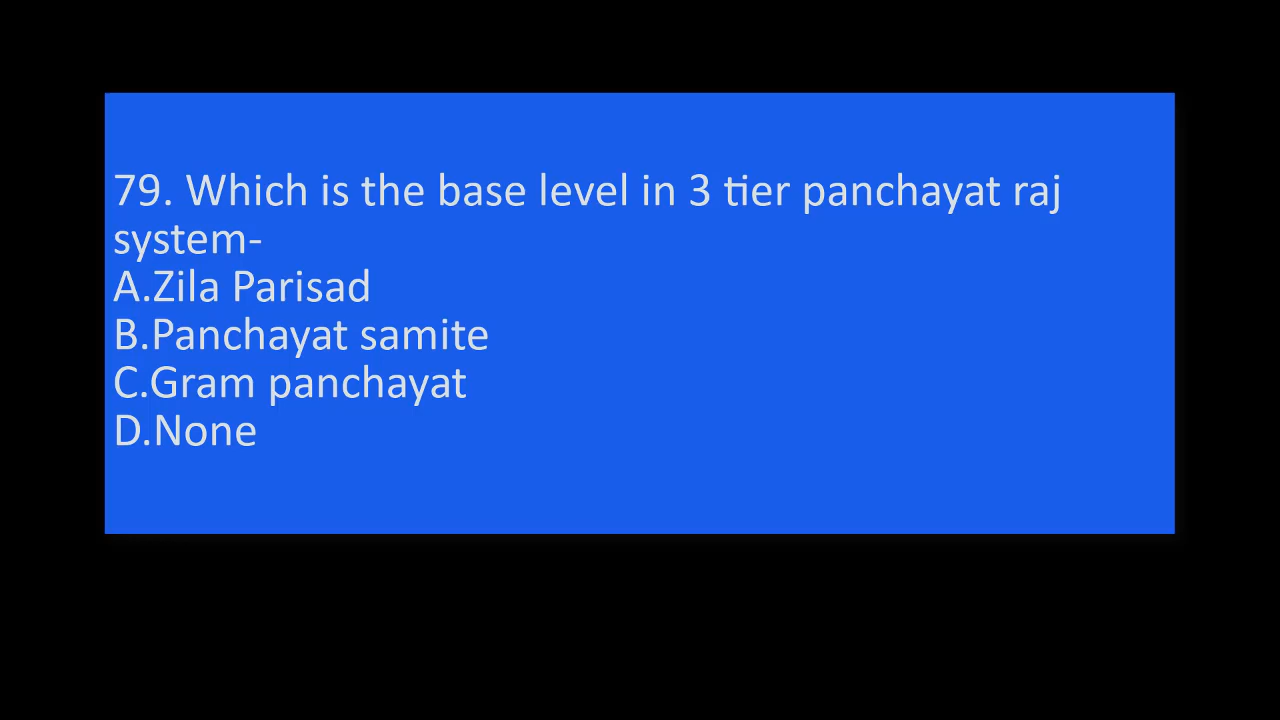 79. Which is the base level in 3 tier panchayat raj
system-
A.Zila Parisad
B.Panchayat samite
C.Gram panchayat
D.None